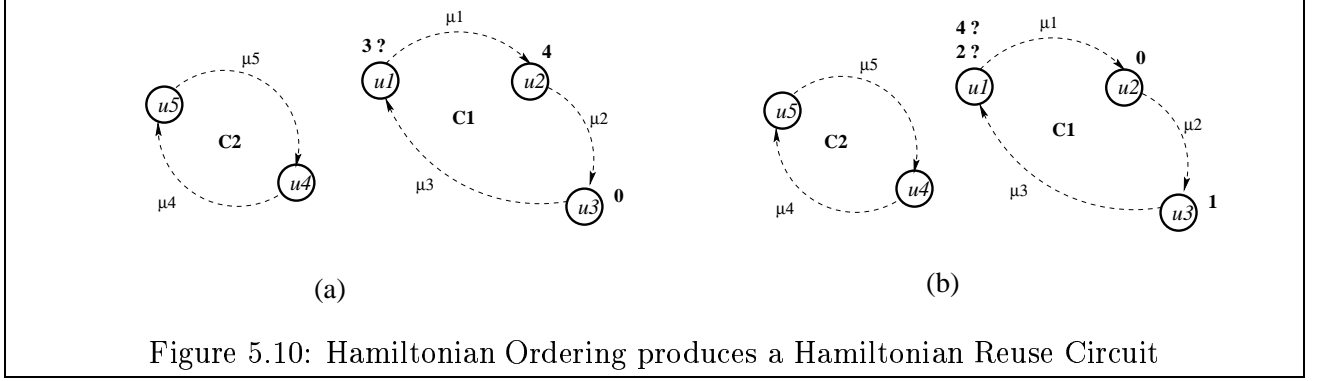 μ1
3 ?
4
u1
u2
μ5
u5
C1
C2
μ2
μ3
u4
μ4
u3
0
(a)
4 ?
2 ?
μ1
0
u1
u2
μ5
u5
C1
C2
μ2
μ3
u4
μ4
u3
1
(b)
Figure 5.10: Hamiltonian Ordering produces a Hamiltonian Reuse Circuit